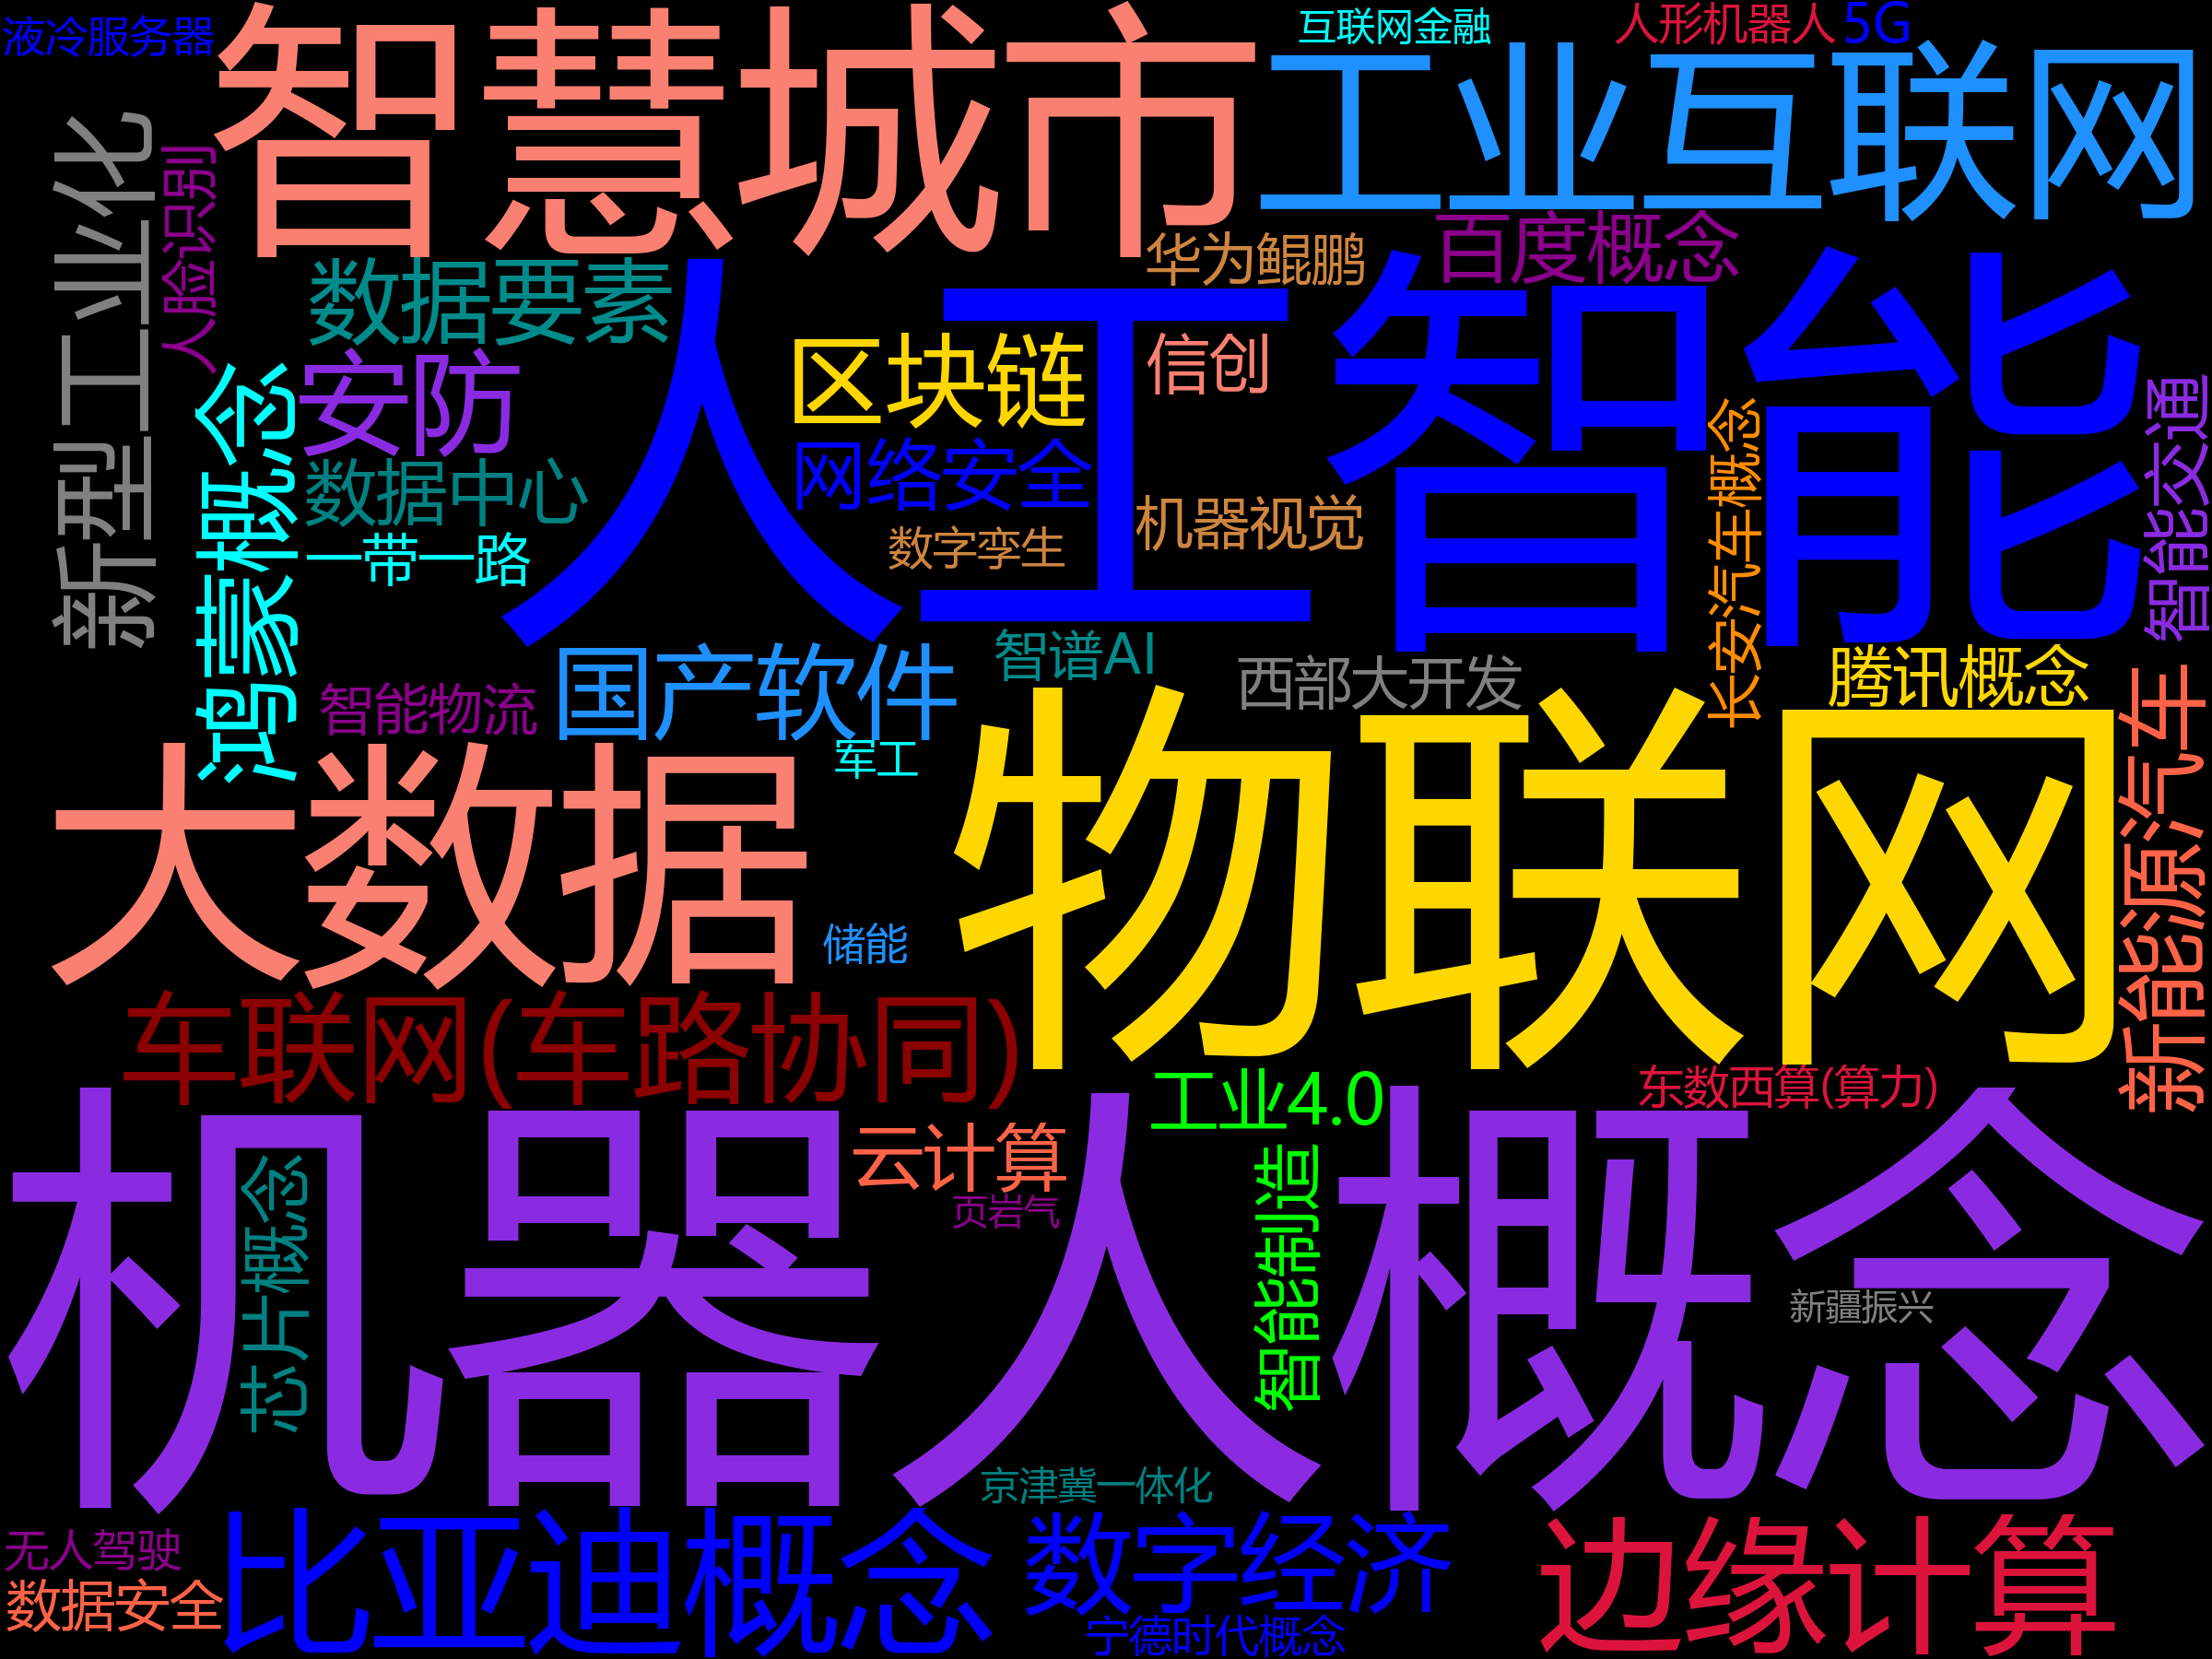 液冷服务器
智慧城市
互联网金融
人形机器人
5G
工业互联网
新型工业化
人脸识别
数据要素
华为鲲鹏
百度概念
人工智能
区块链
信创
安防
鸿蒙概念
网络安全
数据中心
机器视觉
数字孪生
一带一路
长安汽车概念
智能交通
国产软件
智谱AI
西部大开发
腾讯概念
智能物流
军工
新能源汽车
大数据
物联网
储能
车联网(车路协同)
工业4.0
东数西算(算力)
云计算
页岩气
机器人概念
芯片概念
智能制造
新疆振兴
京津冀一体化
无人驾驶
数据安全
比亚迪概念
数字经济
宁德时代概念
边缘计算